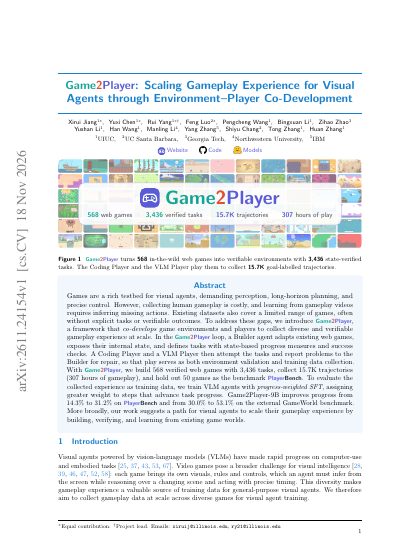 Game2Player: Scaling Gameplay Experience for Visual
Agents through Environment–Player Co-Development
Xirui Jiang¹*, Yuxi Chen¹*, Rui Yang¹*†, Feng Luo²*, Pengcheng Wang¹, Bingxuan Li¹, Zihao Zhao³
Yushan Li¹, Han Wang¹, Manling Li⁴, Yang Zhang⁵, Shiyu Chang², Tong Zhang¹, Huan Zhang¹
¹UIUC, ²UC Santa Barbara, ³Georgia Tech, ⁴Northwestern University, ⁵IBM
Website Code Models
Game2Player
568 web games 3,436 verified tasks 15.7K trajectories 307 hours of play
Figure 1 Game2Player turns 568 in-the-wild web games into verifiable environments with 3,436 state-verified
tasks. The Coding Player and the VLM Player play them to collect 15.7K goal-labelled trajectories.
Abstract
Games are a rich testbed for visual agents, demanding perception, long-horizon planning, and
precise control. However, collecting human gameplay is costly, and learning from gameplay videos
requires inferring missing actions. Existing datasets also cover a limited range of games, often
without explicit tasks or verifiable outcomes. To address these gaps, we introduce Game2Player,
a framework that co-develops game environments and players to collect diverse and verifiable
gameplay experience at scale. In the loop, a Builder agent adapts existing web games,
exposes their internal state, and defines tasks with state-based progress measures and success
checks. A Coding Player and a VLM Player then attempt the tasks and report problems to the
Builder for repair, so that play serves as both environment validation and training data collection.
With Game2Player, we build 568 verified web games with 3,436 tasks, collect 15.7K trajectories
(307 hours of gameplay), and hold out 50 games as the benchmark PlayerBench. To evaluate the
collected experience as training data, we train VLM agents with progress-weighted SFT, assigning
greater weight to steps that advance task progress. Game2Player-9B improves progress from
14.3% to 31.2% on PlayerBench and from 30.0% to 53.1% on the external GameWorld benchmark.
More broadly, our work suggests a path for visual agents to scale their gameplay experience by
building, verifying, and learning from existing game worlds.
1 Introduction
Visual agents powered by vision-language models (VLMs) have made rapid progress on computer-use
and embodied tasks [25, 37, 43, 51, 67]. Video games pose a broader challenge for visual intelligence [28,
39, 46, 47, 52, 58]: each game brings its own visuals, rules and controls, which an agent must infer from
the screen while reasoning over a changing scene and acting with precise timing. This diversity makes
gameplay experience a valuable source of training data for general-purpose visual agents. We therefore
aim to collect gameplay data at scale across diverse games for visual agent training.
*Equal contribution †Project lead Emails: xiruij@illinois.edu, ry21@illinois.edu
1
arXiv:2611.24154v1 [cs.CV] 18 Nov 2026